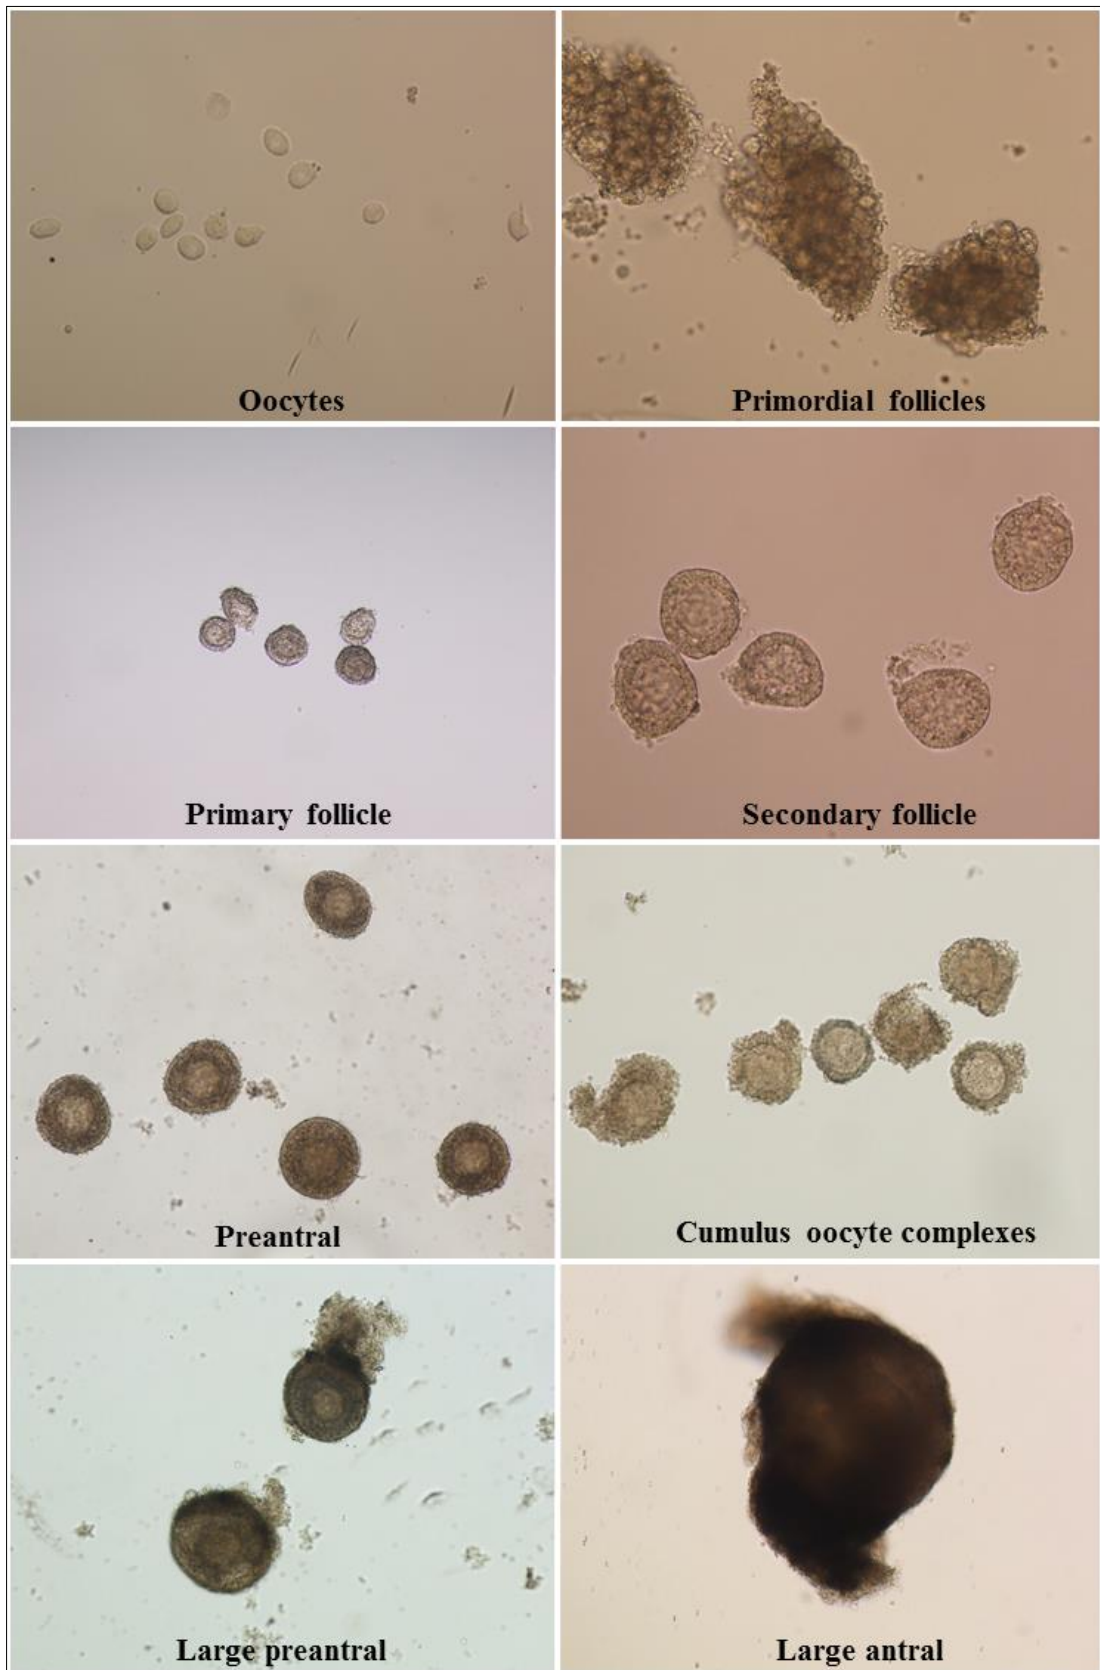 Oocytes
Primordial follicles
Primary follicle
Secondary follicle
Preantral
Cumulus oocyte complexes
Large preantral
Large antral